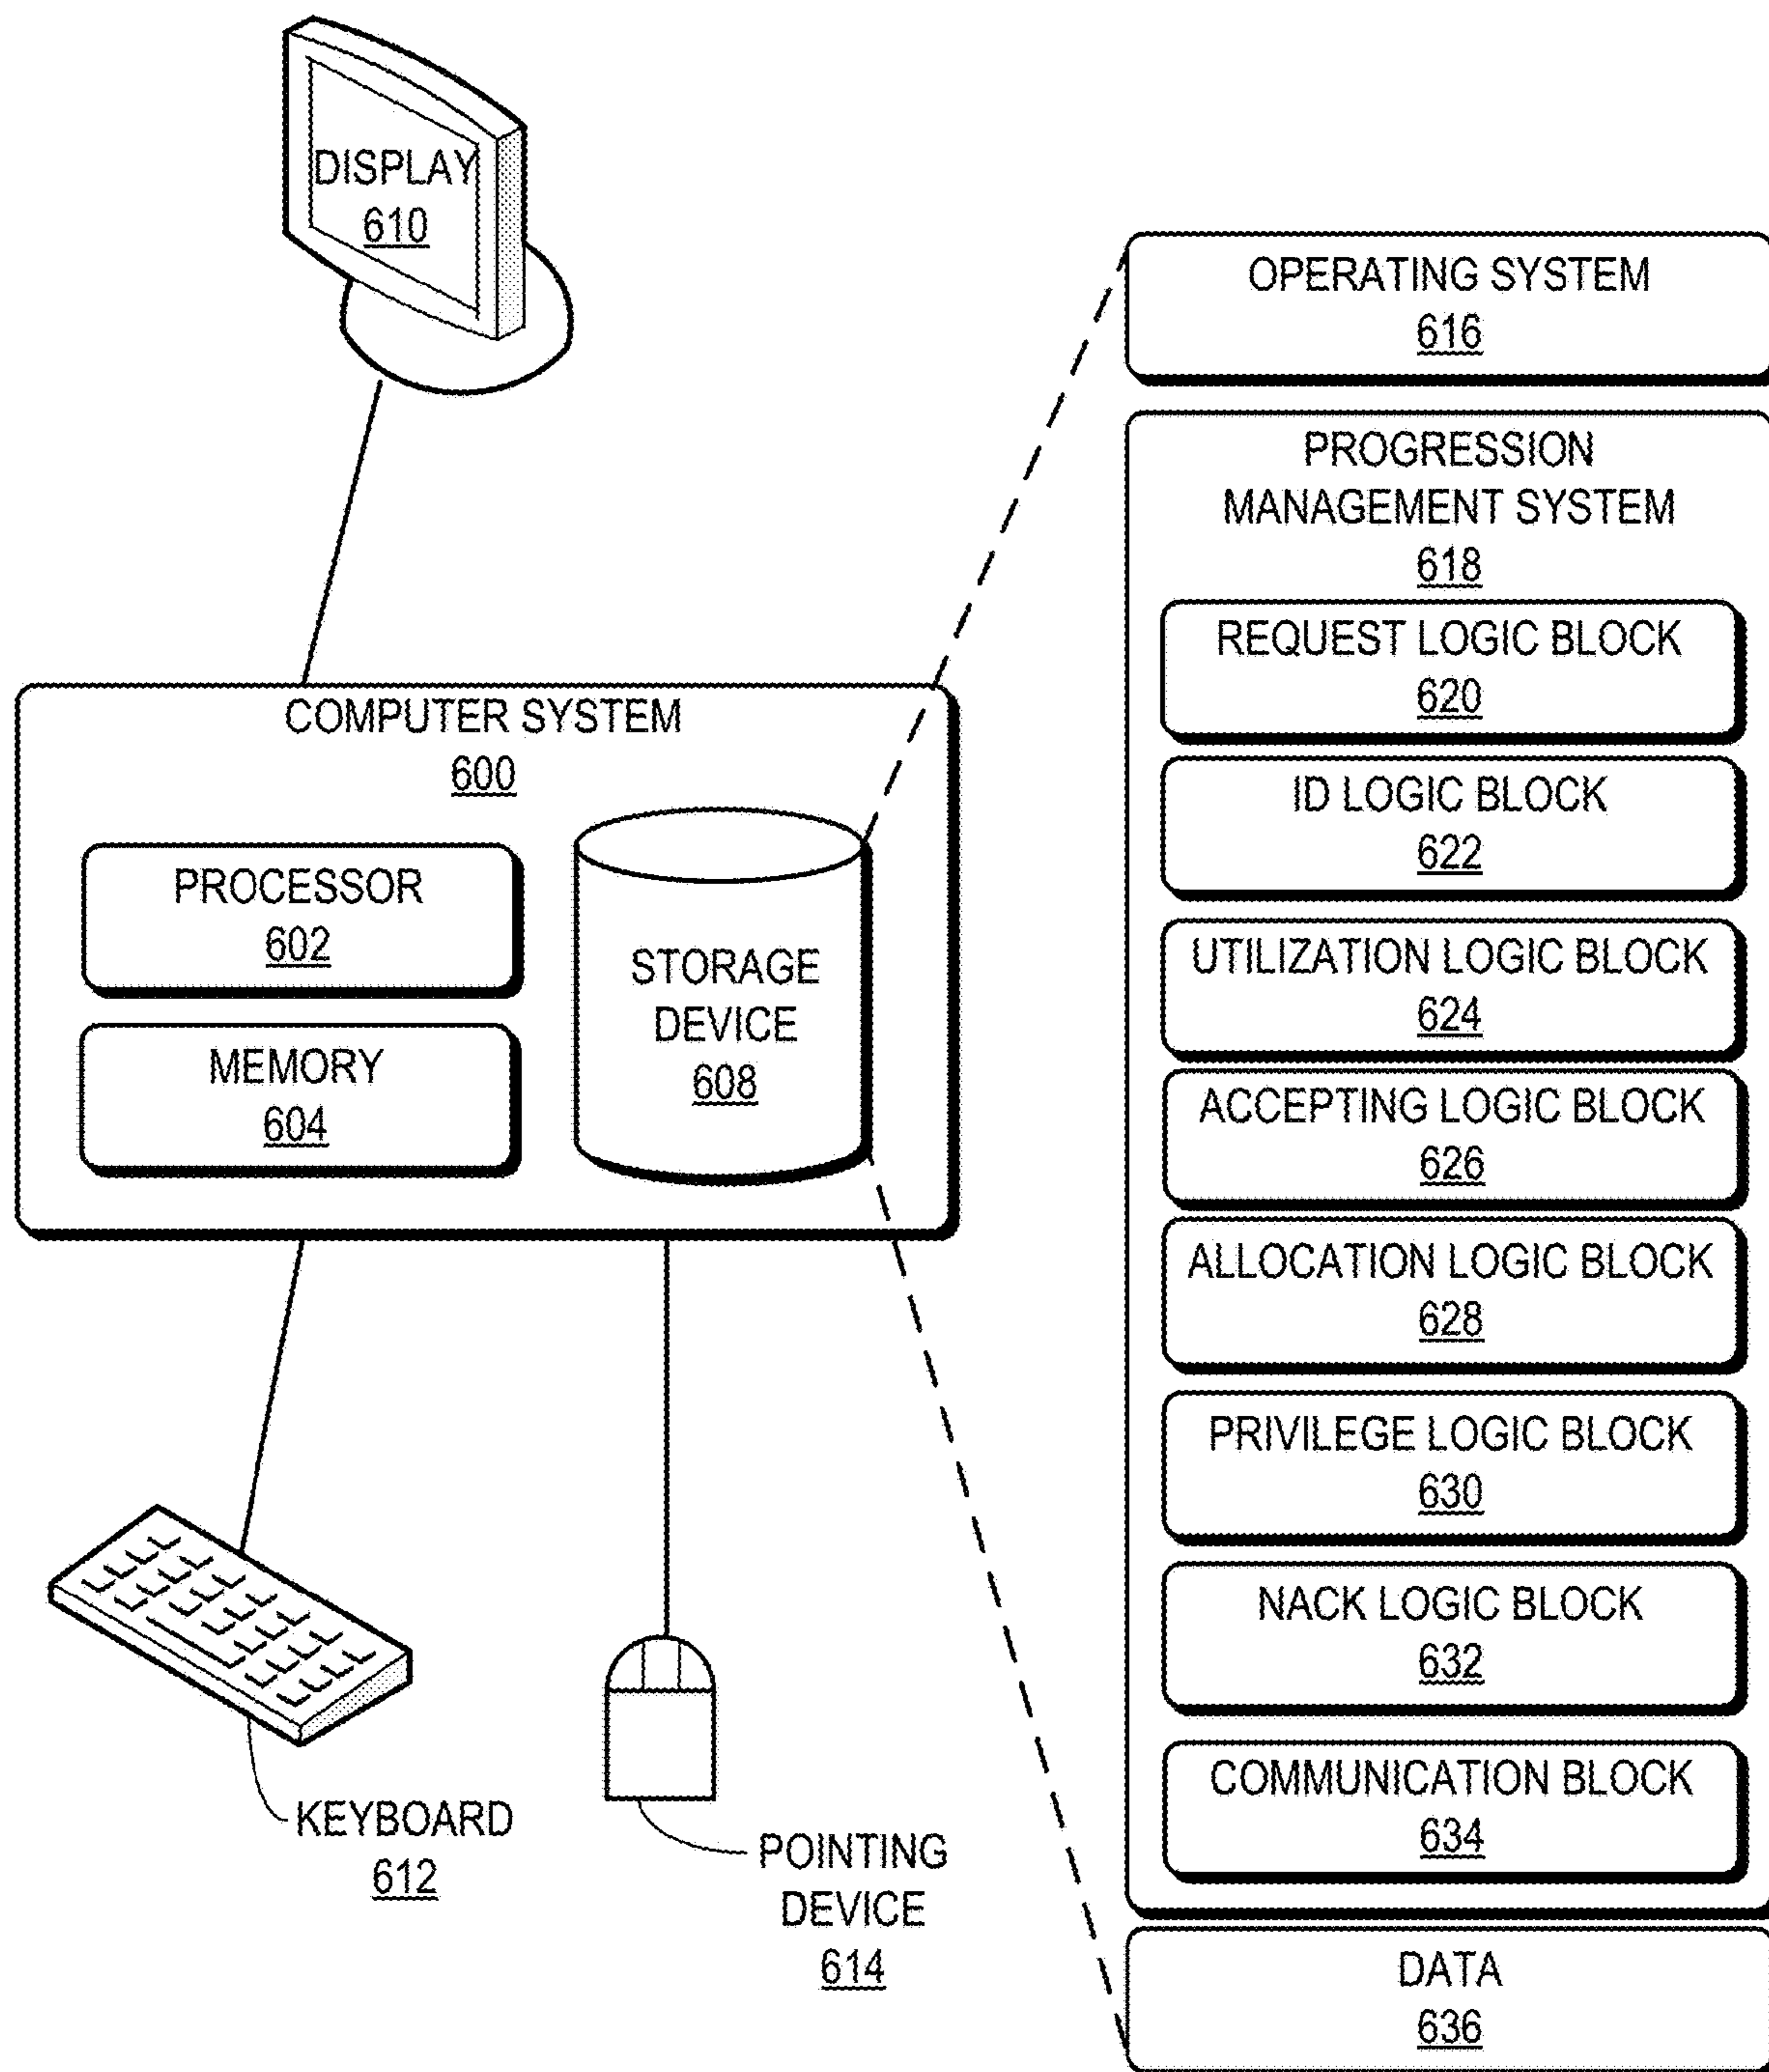 DISPLAY
610
COMPUTER SYSTEM
600
PROCESSOR
602
MEMORY
604
STORAGE
DEVICE
608
KEYBOARD
612
POINTING
DEVICE
614
OPERATING SYSTEM
616
PROGRESSION
MANAGEMENT SYSTEM
618
REQUEST LOGIC BLOCK
620
ID LOGIC BLOCK
622
UTILIZATION LOGIC BLOCK
624
ACCEPTING LOGIC BLOCK
626
ALLOCATION LOGIC BLOCK
628
PRIVILEGE LOGIC BLOCK
630
NACK LOGIC BLOCK
632
COMMUNICATION BLOCK
634
DATA
636